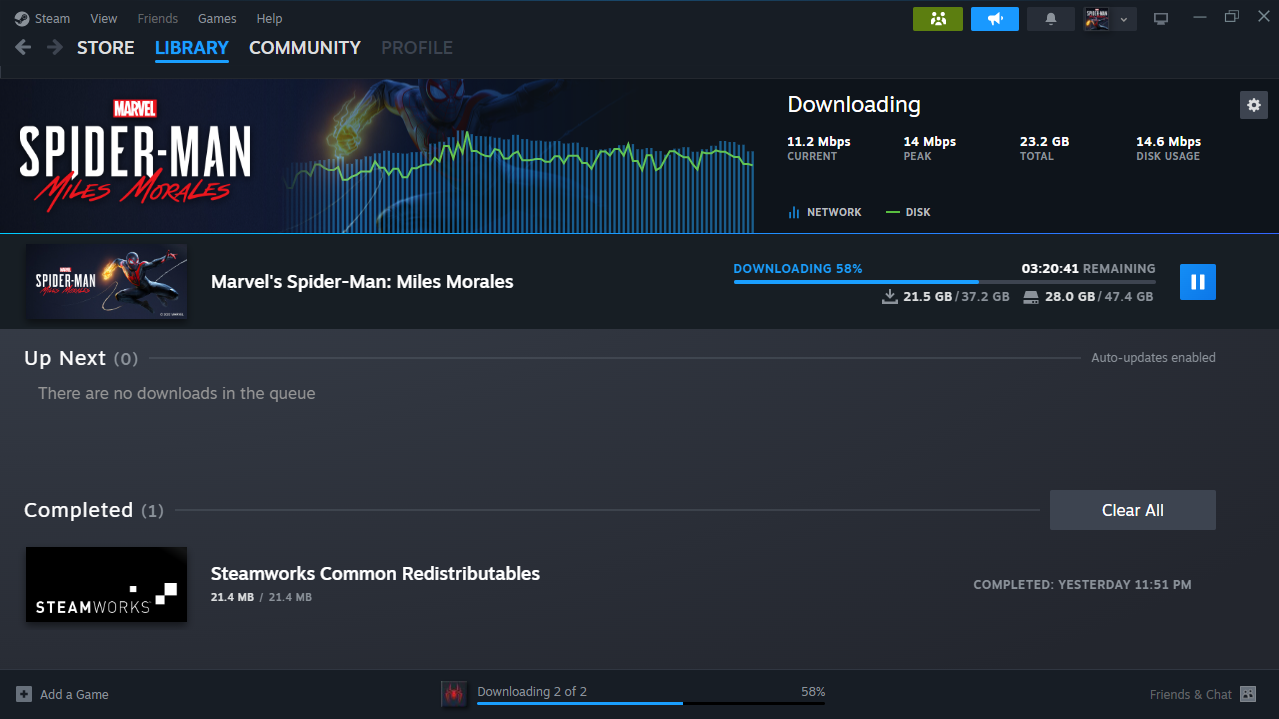 Steam View Friends Games Help
STORE LIBRARY COMMUNITY PROFILE
MARVEL
SPIDER-MAN
MILES MORALES
Downloading
11.2 Mbps 14 Mbps 23.2 GB 14.6 Mbps
CURRENT PEAK TOTAL DISK USAGE
NETWORK DISK
MARVEL
SPIDER-MAN
MILES MORALES
Marvel's Spider-Man: Miles Morales
DOWNLOADING 58% 03:20:41 REMAINING
21.5 GB / 37.2 GB 28.0 GB / 47.4 GB
Up Next (0) Auto-updates enabled
There are no downloads in the queue
Completed (1) Clear All
STEAMWORKS
Steamworks Common Redistributables
21.4 MB / 21.4 MB
COMPLETED: YESTERDAY 11:51 PM
Add a Game Downloading 2 of 2 58% Friends & Chat